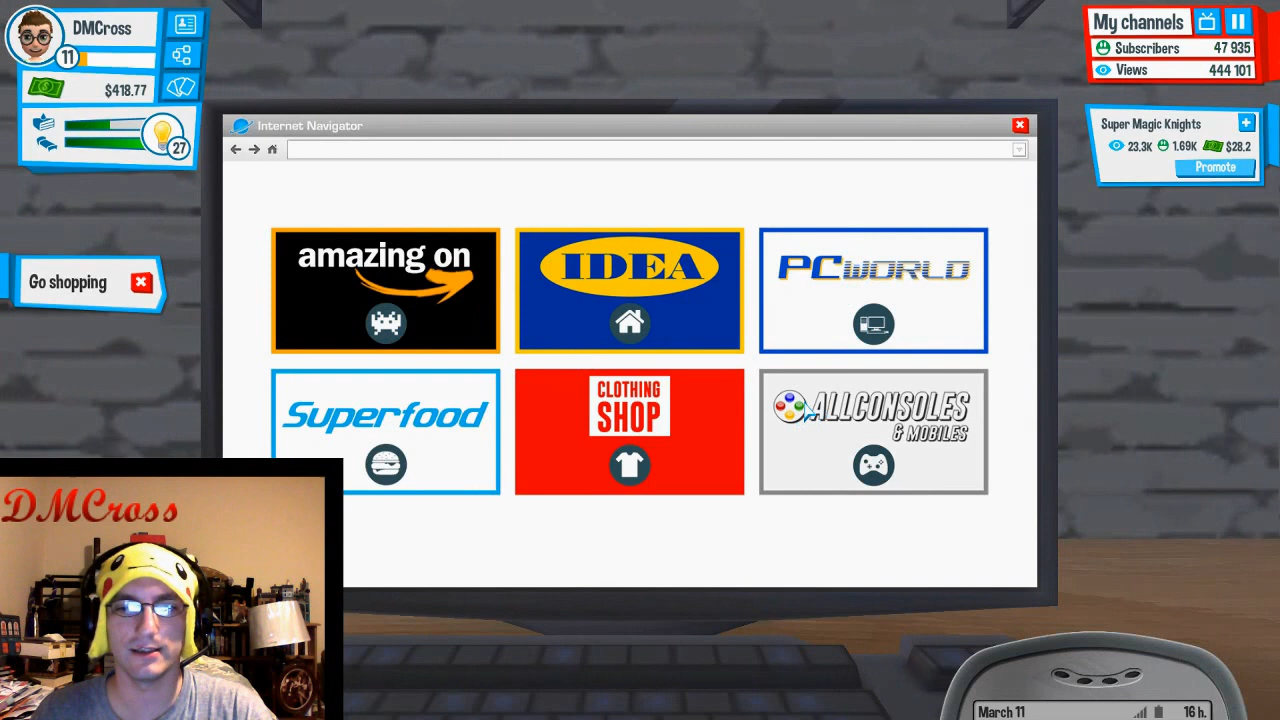 DMCross
11
$418.77
27
My channels
Subscribers 47 935
Views 444 101
Super Magic Knights
23.3K 1.69K $28.2
Promote
Internet Navigator
Go shopping
amazing on
IDEA
PCWORLD
Superfood
CLOTHING
SHOP
ALLCONSOLES
& MOBILES
DMCross
March 11 16 h.